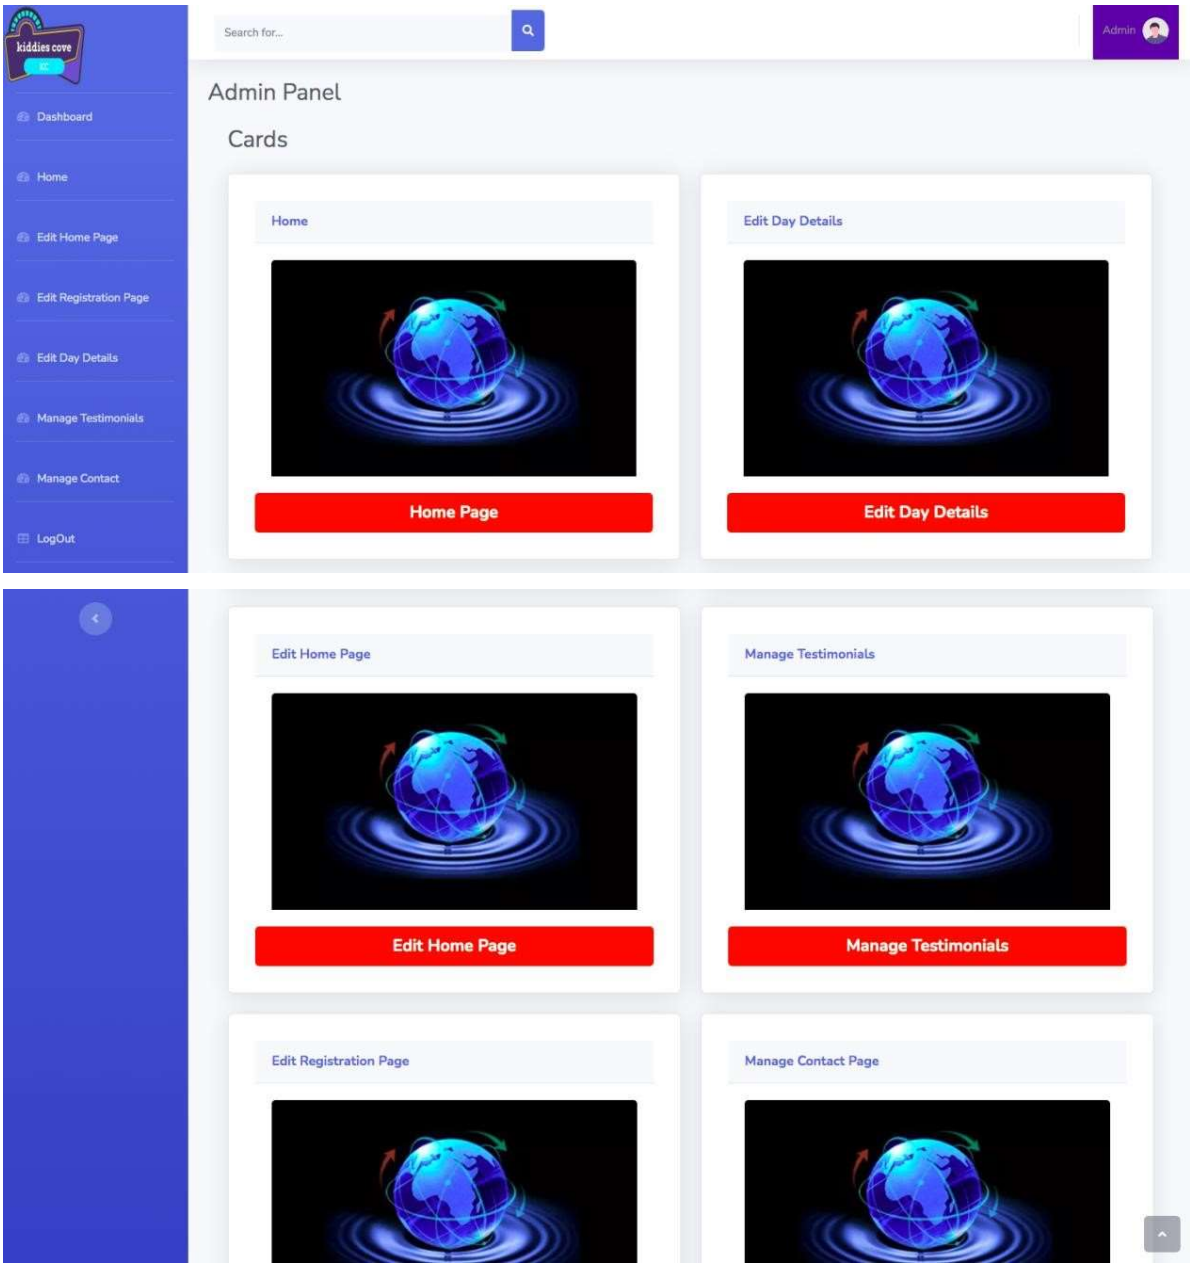 kiddies cove
KC
Search for...
Admin
Dashboard
Home
Edit Home Page
Edit Registration Page
Edit Day Details
Manage Testimonials
Manage Contact
LogOut
Admin Panel
Cards
Home
Edit Day Details
Home Page
Edit Day Details
Edit Home Page
Manage Testimonials
Edit Home Page
Manage Testimonials
Edit Registration Page
Manage Contact Page